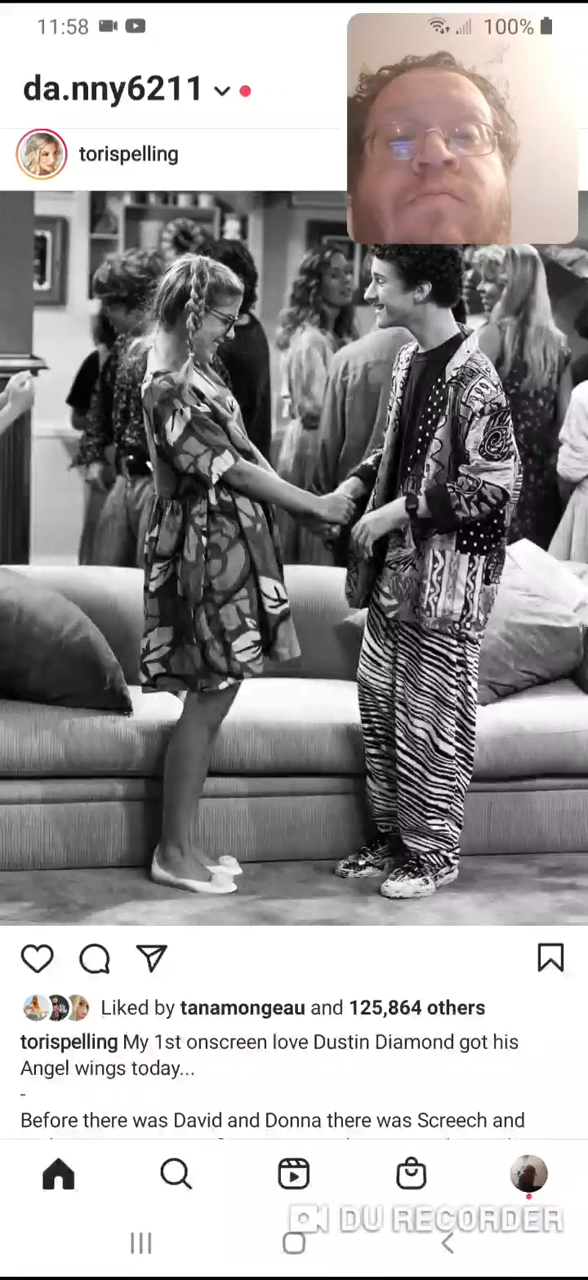 11:58
100%
da.nny6211
torispelling
Liked by tanamongeau and 125,864 others
torispelling My 1st onscreen love Dustin Diamond got his
Angel wings today...
-
Before there was David and Donna there was Screech and
DU RECORDER